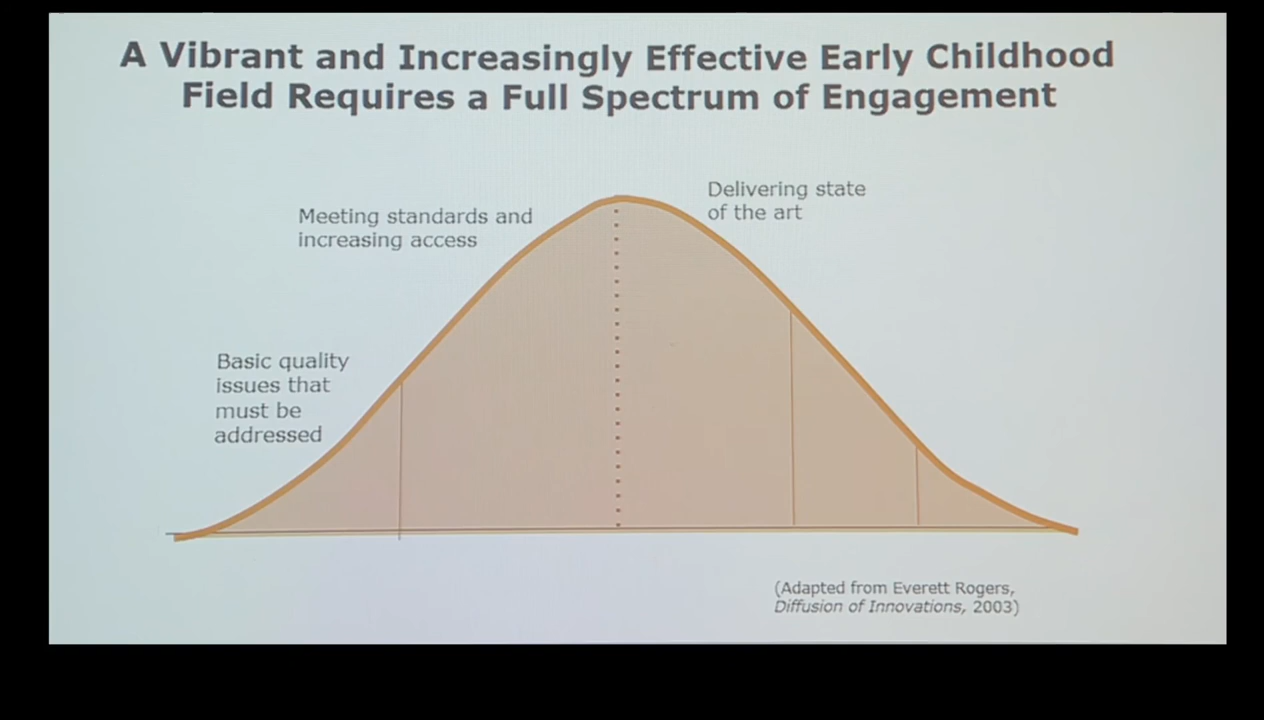 A Vibrant and Increasingly Effective Early Childhood
Field Requires a Full Spectrum of Engagement
Delivering state
of the art
Meeting standards and
increasing access
Basic quality
issues that
must be
addressed
(Adapted from Everett Rogers,
Diffusion of Innovations, 2003)